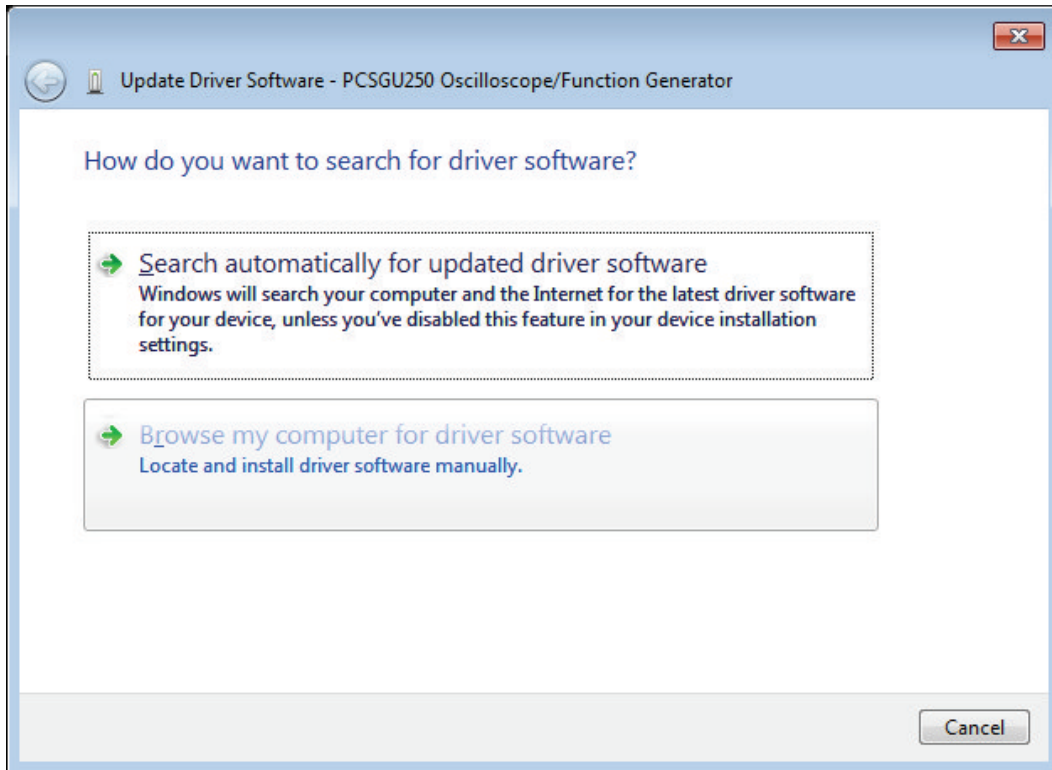 Update Driver Software - PCSGU250 Oscilloscope/Function Generator
How do you want to search for driver software?
Search automatically for updated driver software
Windows will search your computer and the Internet for the latest driver software
for your device, unless you've disabled this feature in your device installation
settings.
Browse my computer for driver software
Locate and install driver software manually.
Cancel